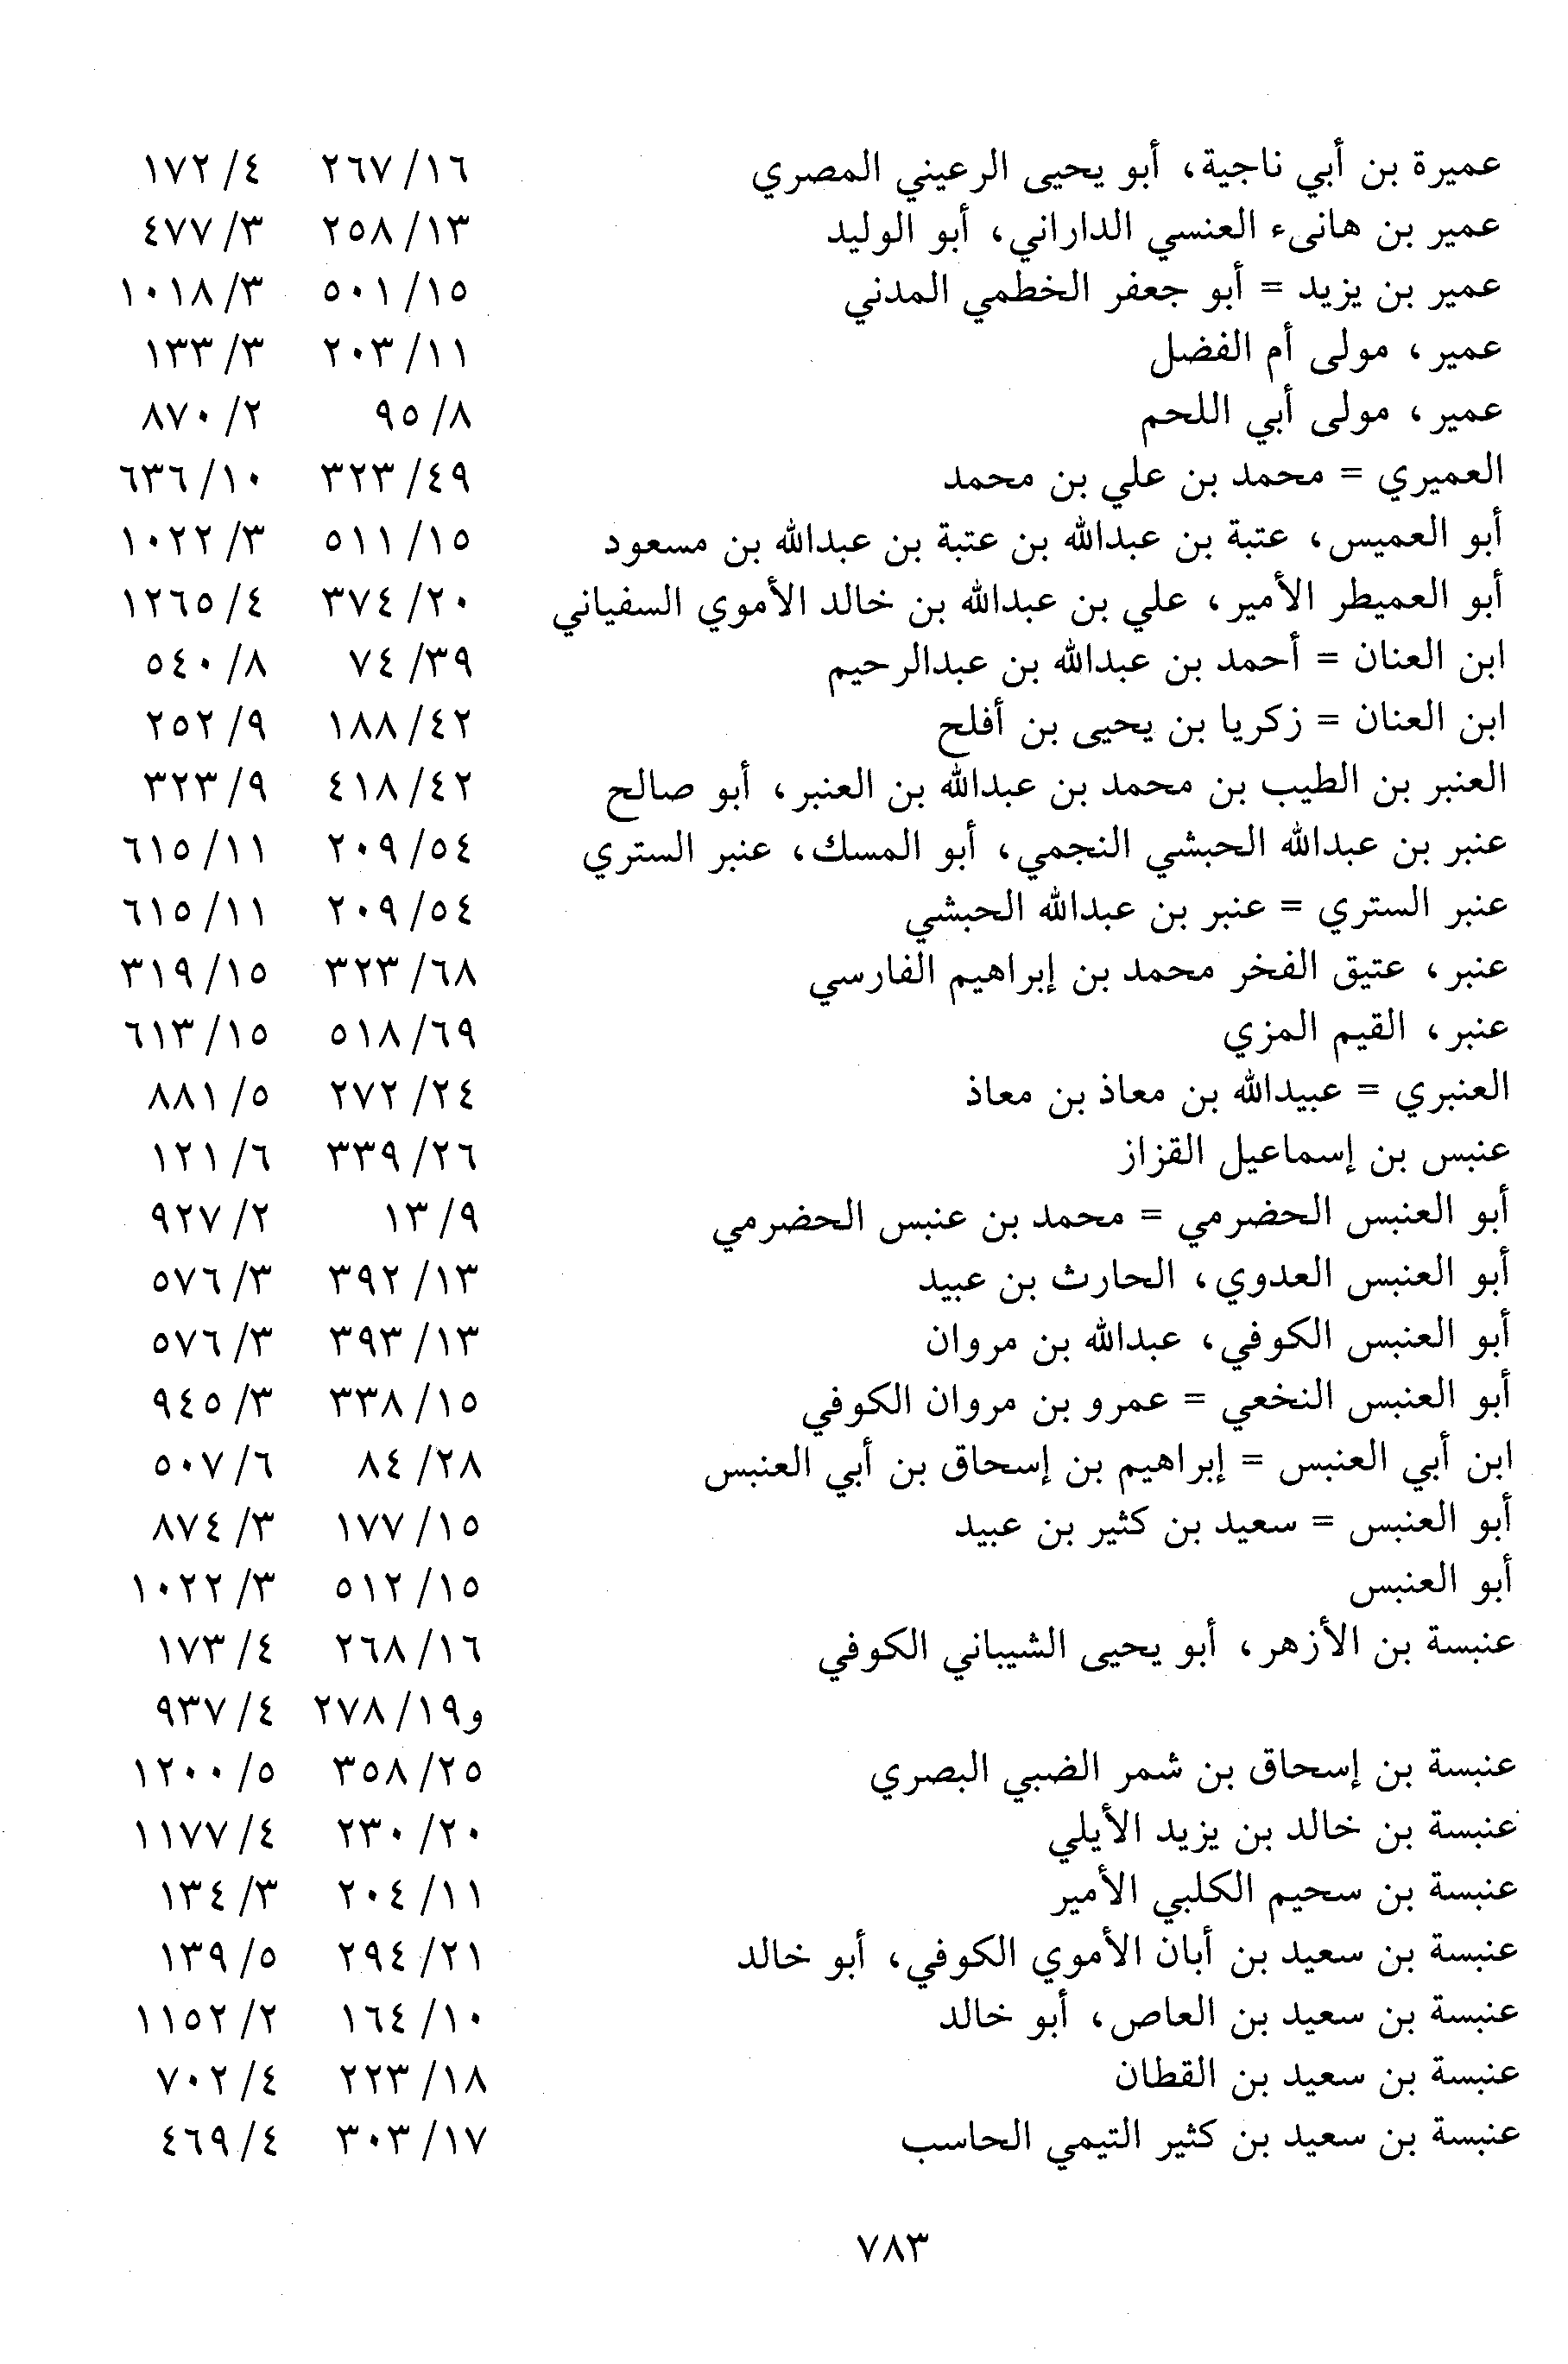 عميرة بن أبي ناجية، أبو يحيى الرعيني المصري ١٦/ ٢٦٧ ٤/ ١٧٢
عمير بن هانىء العنسي الداراني، أبو الوليد ١٣/ ٢٥٨ ٣/ ٤٧٧
عمير بن يزيد = أبو جعفر الخطمي المدني ١٥/ ٥٠١ ٣/ ١٠١٨
عمير، مولى أم الفضل ١١/ ٢٠٣ ٣/ ١٣٣
عمير، مولى أبي اللحم ٨/ ٩٥ ٢/ ٨٧٠
العميري = محمد بن علي بن محمد ٤٩/ ٣٢٣ ١٠/ ٦٣٦
أبو العميس، عتبة بن عبدالله بن عتبة بن عبدالله بن مسعود ١٥/ ٥١١ ٣/ ١٠٢٢
أبو العميطر الأمير، علي بن عبدالله بن خالد الأموي السفياني ٢٠/ ٣٧٤ ٤/ ١٢٦٥
ابن العنان = أحمد بن عبدالله بن عبدالرحيم ٣٩/ ٧٤ ٨/ ٥٤٠
ابن العنان = زكريا بن يحيى بن أفلح ٤٢/ ١٨٨ ٩/ ٢٥٢
العنبر بن الطيب بن محمد بن عبدالله بن العنبر، أبو صالح ٤٢/ ٤١٨ ٩/ ٣٢٣
عنبر بن عبدالله الحبشي النجمي، أبو المسك، عنبر الستري ٥٤/ ٢٠٩ ١١/ ٦١٥
عنبر الستري = عنبر بن عبدالله الحبشي ٥٤/ ٢٠٩ ١١/ ٦١٥
عنبر، عتيق الفخر محمد بن إبراهيم الفارسي ٦٨/ ٣٢٣ ١٥/ ٣١٩
عنبر، القيم المزي ٦٩/ ٥١٨ ١٥/ ٦١٣
العنبري = عبيدالله بن معاذ بن معاذ ٢٤/ ٢٧٢ ٥/ ٨٨١
عنبس بن إسماعيل القزاز ٢٦/ ٣٣٩ ٦/ ١٢١
أبو العنبس الحضرمي = محمد بن عنبس الحضرمي ٩/ ١٣ ٢/ ٩٢٧
أبو العنبس العدوي، الحارث بن عبيد ١٣/ ٣٩٢ ٣/ ٥٧٦
أبو العنبس الكوفي، عبدالله بن مروان ١٣/ ٣٩٣ ٣/ ٥٧٦
أبو العنبس النخعي = عمرو بن مروان الكوفي ١٥/ ٣٣٨ ٣/ ٩٤٥
ابن أبي العنبس = إبراهيم بن إسحاق بن أبي العنبس ٢٨/ ٨٤ ٦/ ٥٠٧
أبو العنبس = سعيد بن كثير بن عبيد ١٥/ ١٧٧ ٣/ ٨٧٤
أبو العنبس ١٥/ ٥١٢ ٣/ ١٠٢٢
عنبسة بن الأزهر، أبو يحيى الشيباني الكوفي ١٦/ ٢٦٨ ٤/ ١٧٣
و١٩/ ٢٧٨ ٤/ ٩٣٧
عنبسة بن إسحاق بن شمر الضبي البصري ٢٥/ ٣٥٨ ٥/ ١٢٠٠
عنبسة بن خالد بن يزيد الأيلي ٢٠/ ٢٣٠ ٤/ ١١٧٧
عنبسة بن سحيم الكلبي الأمير ١١/ ٢٠٤ ٣/ ١٣٤
عنبسة بن سعيد بن أبان الأموي الكوفي، أبو خالد ٢١/ ٢٩٤ ٥/ ١٣٩
عنبسة بن سعيد بن العاص، أبو خالد ١٠/ ١٦٤ ٢/ ١١٥٢
عنبسة بن سعيد بن القطان ١٨/ ٢٢٣ ٤/ ٧٠٢
عنبسة بن سعيد بن كثير التيمي الحاسب ١٧/ ٣٠٣ ٤/ ٤٦٩
٧٨٣